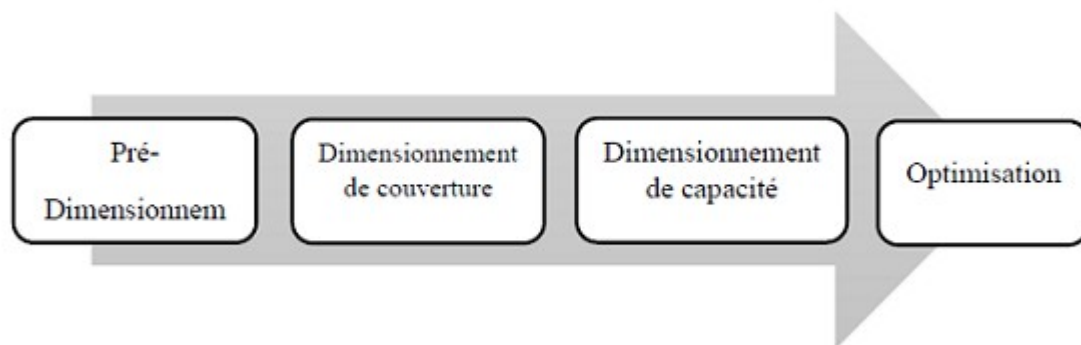 Pré-
Dimensionnem
Dimensionnement
de couverture
Dimensionnement
de capacité
Optimisation